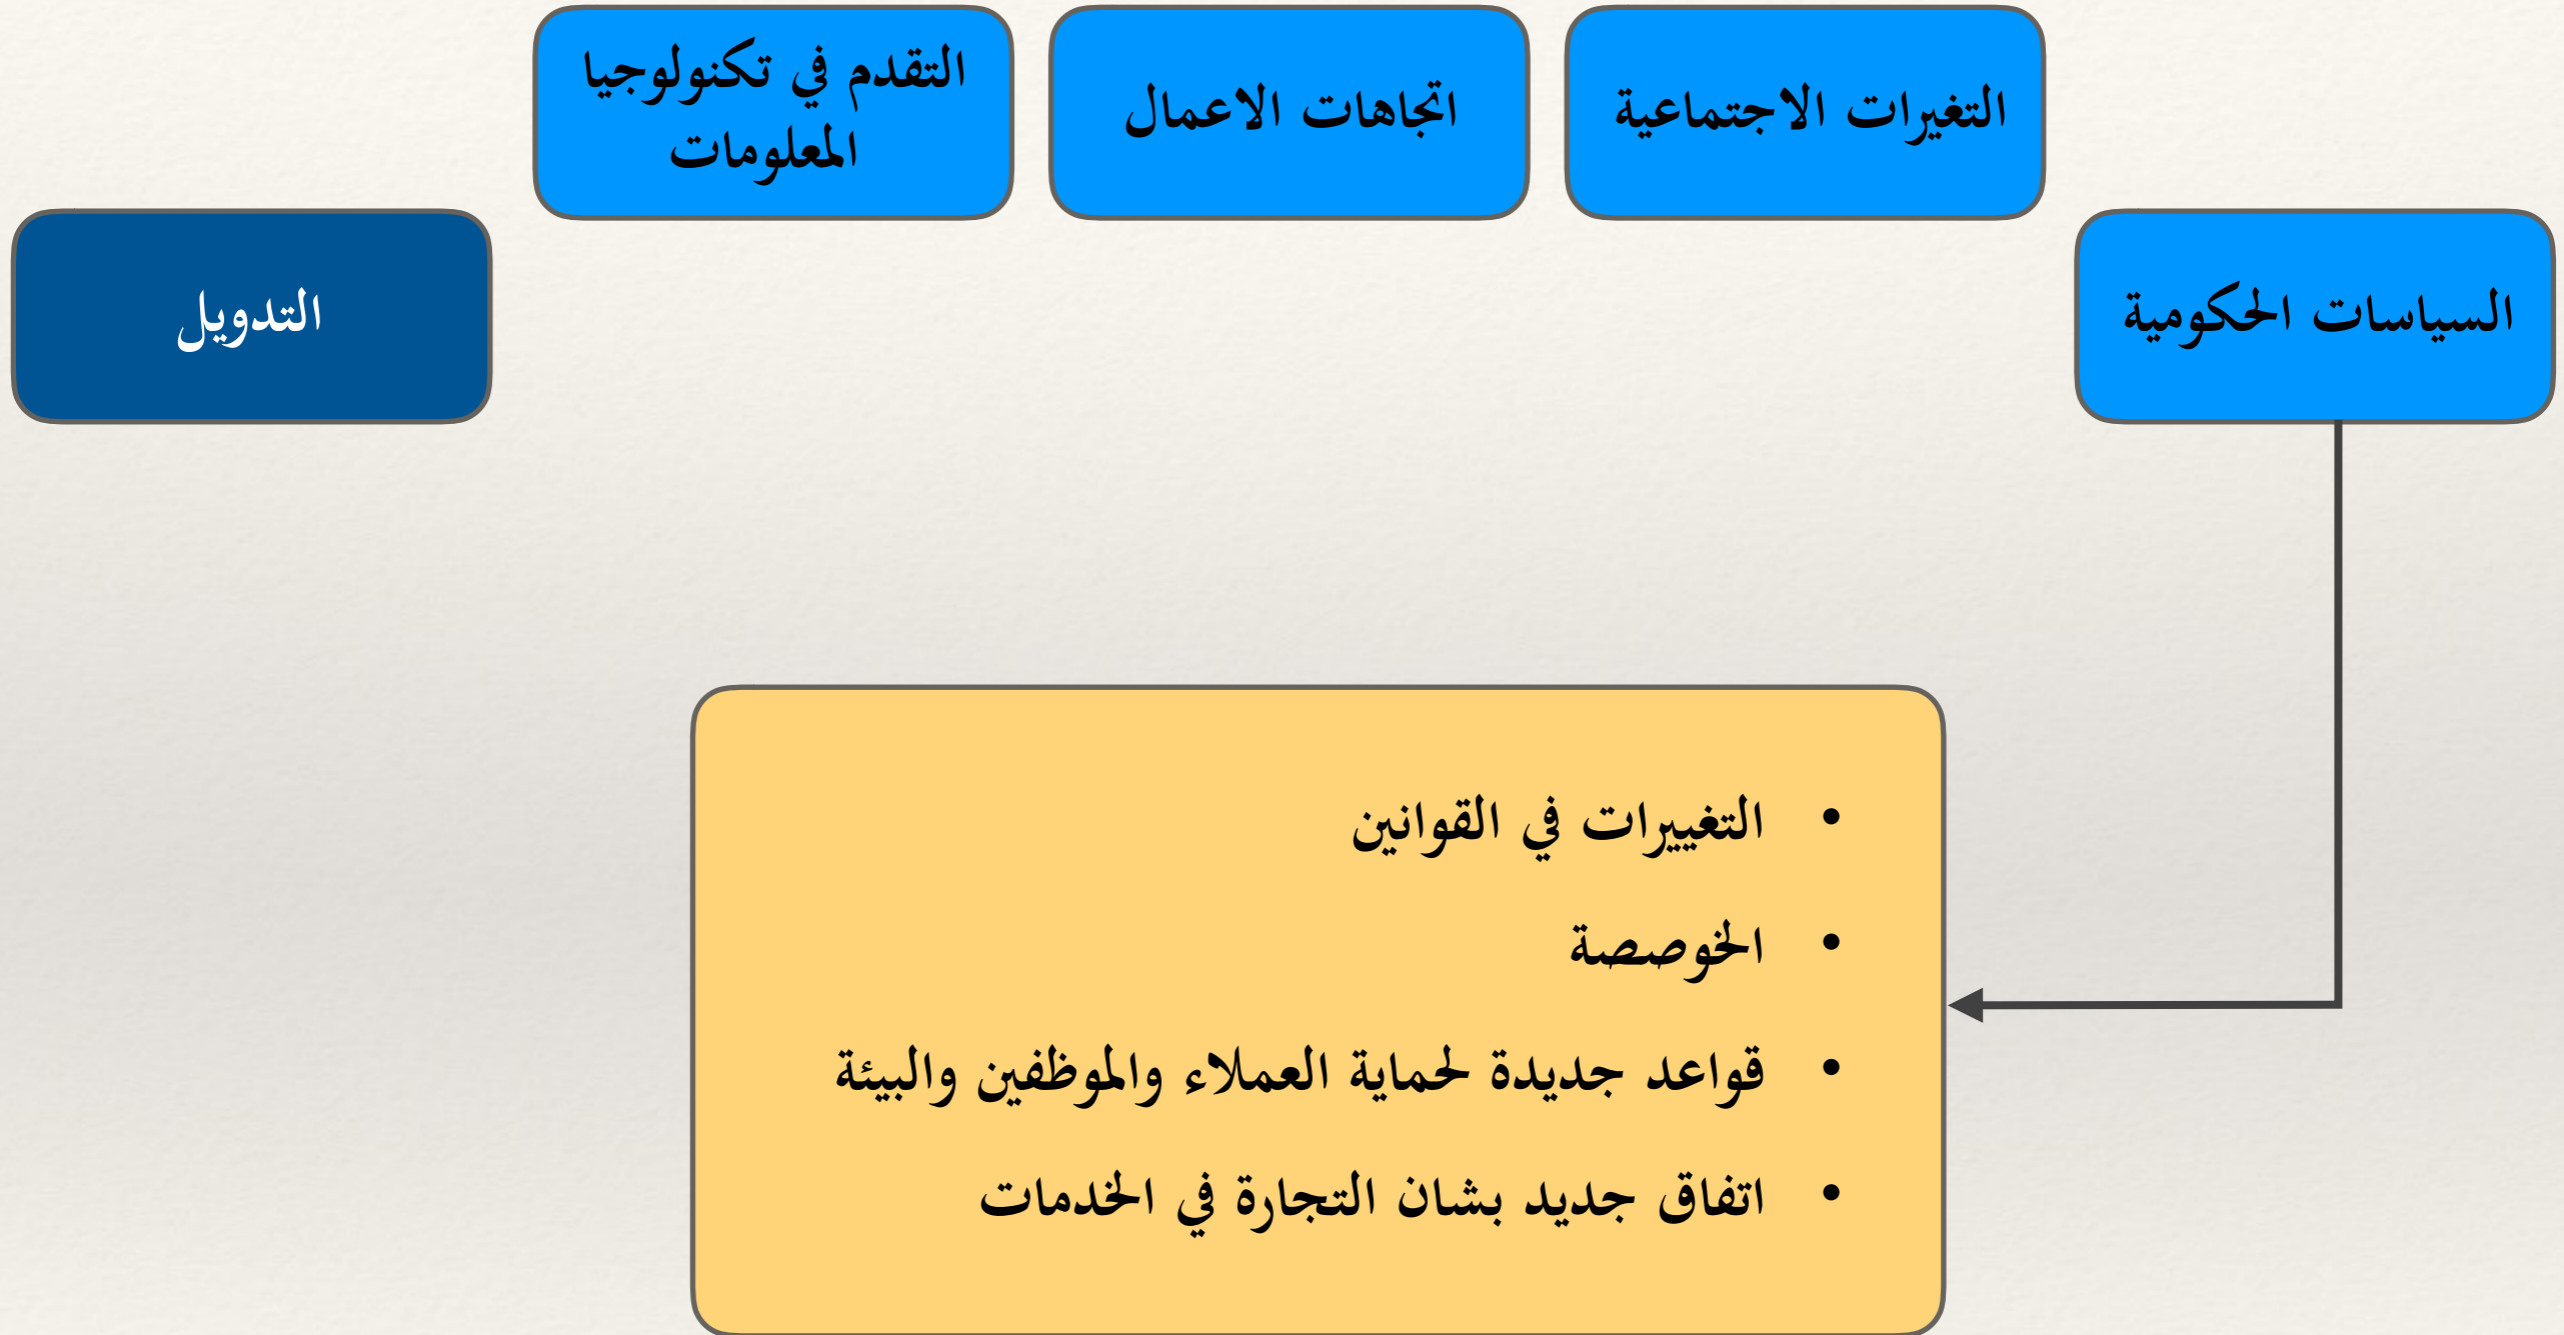 السياسات الحكومية
التغيرات الاجتماعية
اتجاهات الاعمال
التقدم في تكنولوجيا
المعلومات
التدويل
• التغييرات في القوانين
• الخوصصة
• قواعد جديدة لحماية العملاء والموظفين والبيئة
• اتفاق جديد بشان التجارة في الخدمات